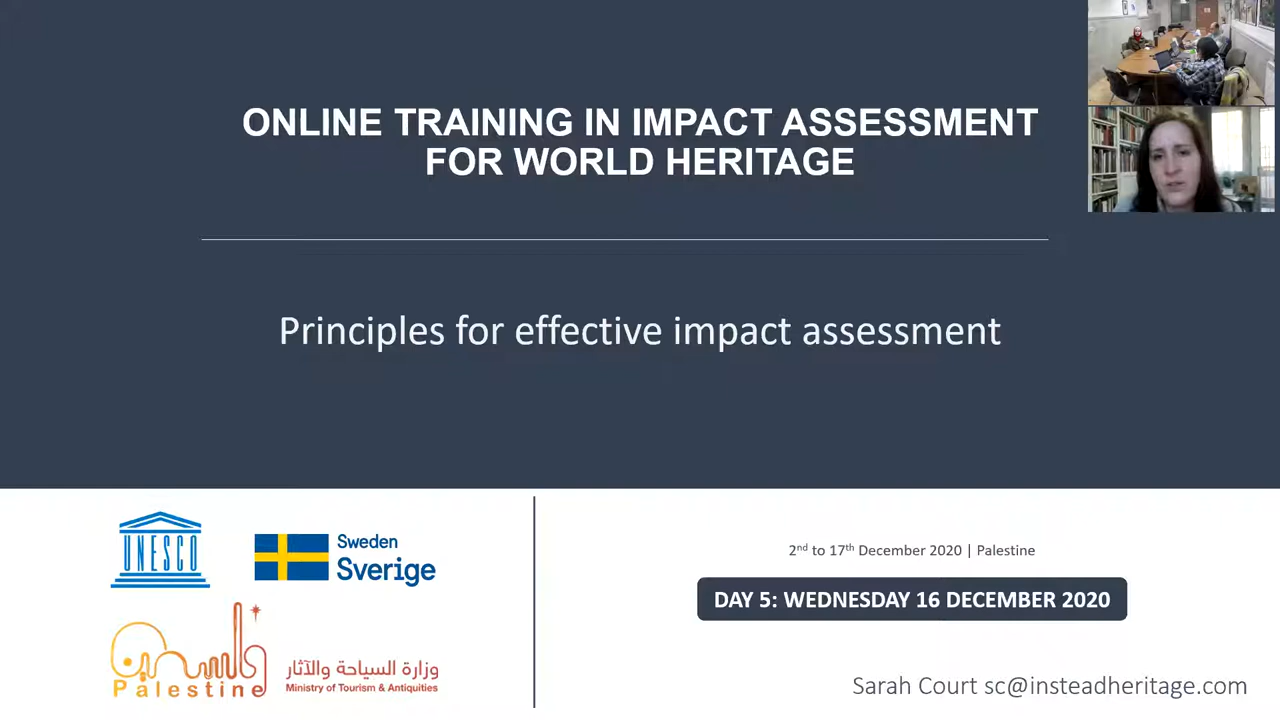 ONLINE TRAINING IN IMPACT ASSESSMENT
FOR WORLD HERITAGE
Principles for effective impact assessment
UNESCO
Sweden
Sverige
فلسطين
Palestine
وزارة السياحة والآثار
Ministry of Tourism & Antiquities
2nd to 17th December 2020 | Palestine
DAY 5: WEDNESDAY 16 DECEMBER 2020
Sarah Court sc@insteadheritage.com